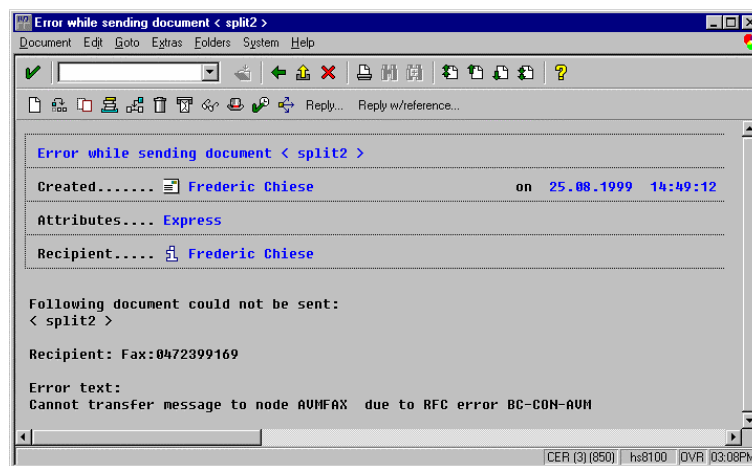 Error while sending document < split2 >
Document Edit Goto Extras Folders System Help
Reply... Reply w/reference...
Error while sending document < split2 >
Created....... Frederic Chiese on 25.08.1999 14:49:12
Attributes.... Express
Recipient..... Frederic Chiese
Following document could not be sent:
< split2 >
Recipient: Fax:0472399169
Error text:
Cannot transfer message to node AVMFAX due to RFC error BC-CON-AVM
CER (3) (850) hs8100 OVR 03:08PM